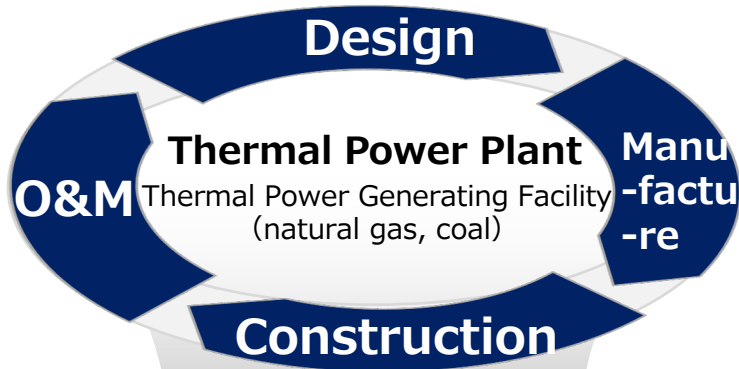 Design
Thermal Power Plant
Thermal Power Generating Facility
（natural gas, coal）
Manu
-factu
-re
O&M
Construction